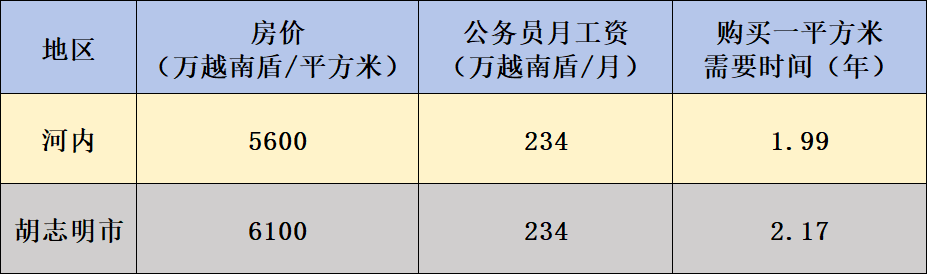 地区
房价
（万越南盾/平方米）
公务员月工资
（万越南盾/月）
购买一平方米
需要时间（年）
河内
5600
234
1.99
胡志明市
6100
234
2.17